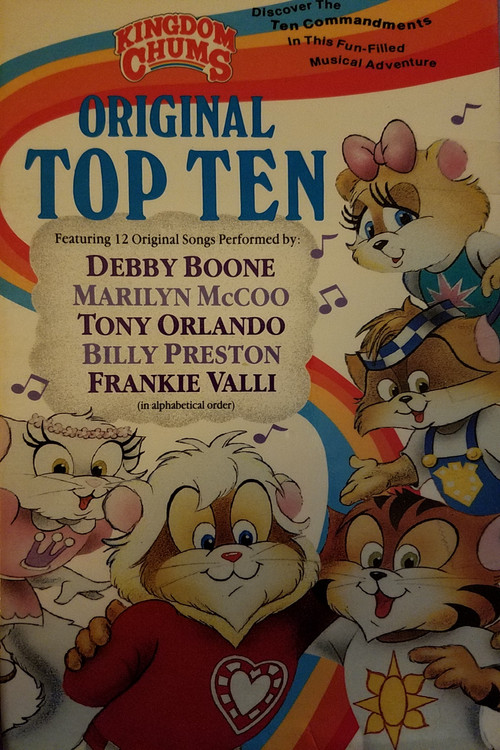 KINGDOM
CHUMS
Discover The
Ten Commandments
In This Fun-Filled
Musical Adventure
ORIGINAL
TOP TEN
Featuring 12 Original Songs Performed by:
DEBBY BOONE
MARILYN McCOO
TONY ORLANDO
BILLY PRESTON
FRANKIE VALLI
(in alphabetical order)